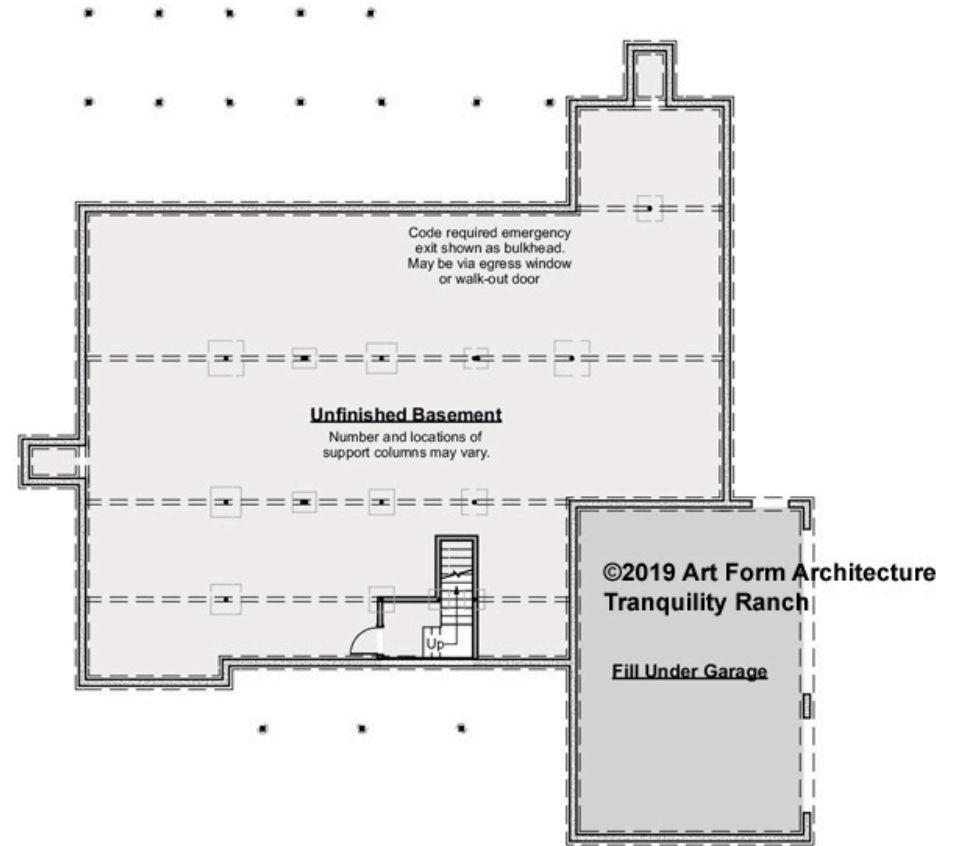 Code required emergency
exit shown as bulkhead.
May be via egress window
or walk-out door
Unfinished Basement
Number and locations of
support columns may vary.
©2019 Art Form Architecture
Tranquility Ranch
Up
Fill Under Garage